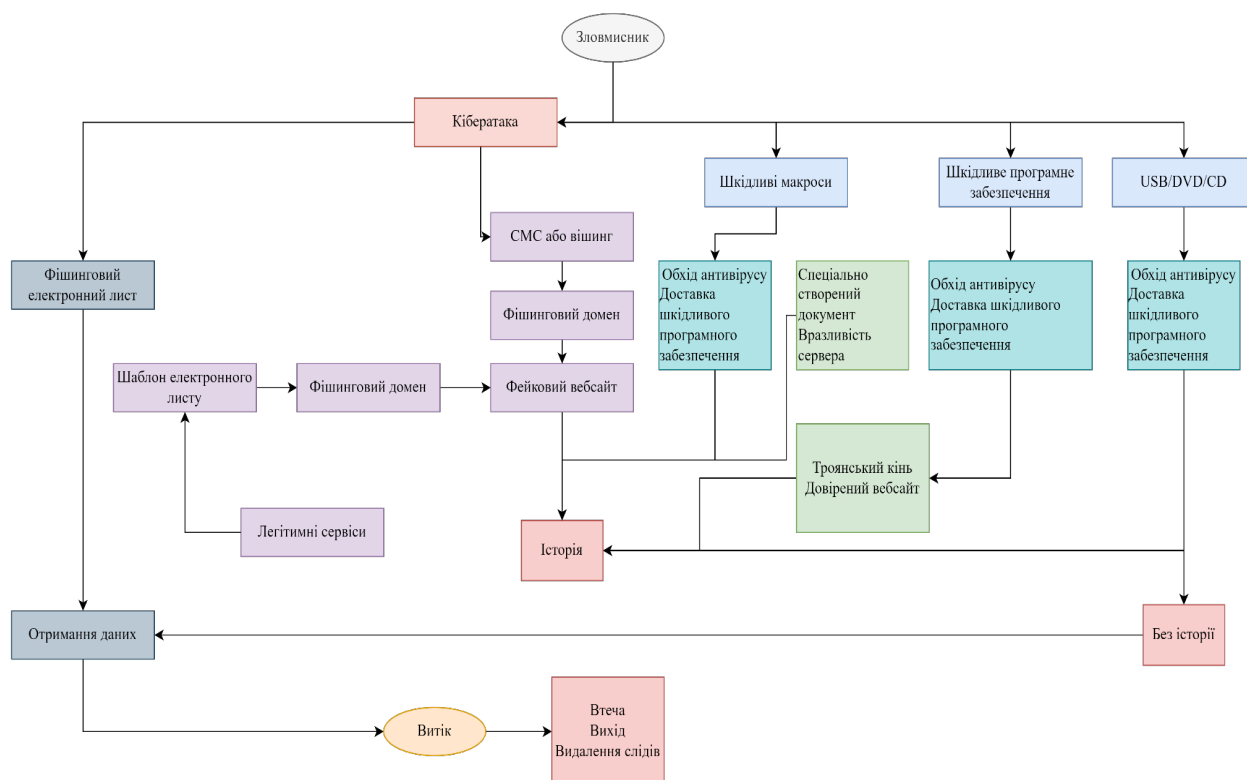 Зловмисник
Кібератака
Шкідливі макроси
Шкідливе програмне
забезпечення
USB/DVD/CD
СМС або вішинг
Фішинговий
електронний лист
Обхід антивірусу
Доставка
шкідливого
програмного
забезпечення
Спеціально
створений
документ
Вразливість
сервера
Обхід антивірусу
Доставка шкідливого
програмного
забезпечення
Обхід антивірусу
Доставка
шкідливого
програмного
забезпечення
Фішинговий домен
Шаблон електронного
листу
Фішинговий домен
Фейковий вебсайт
Троянський кінь
Довірений вебсайт
Легітимні сервіси
Історія
Отримання даних
Без історії
Витік
Втеча
Вихід
Видалення слідів